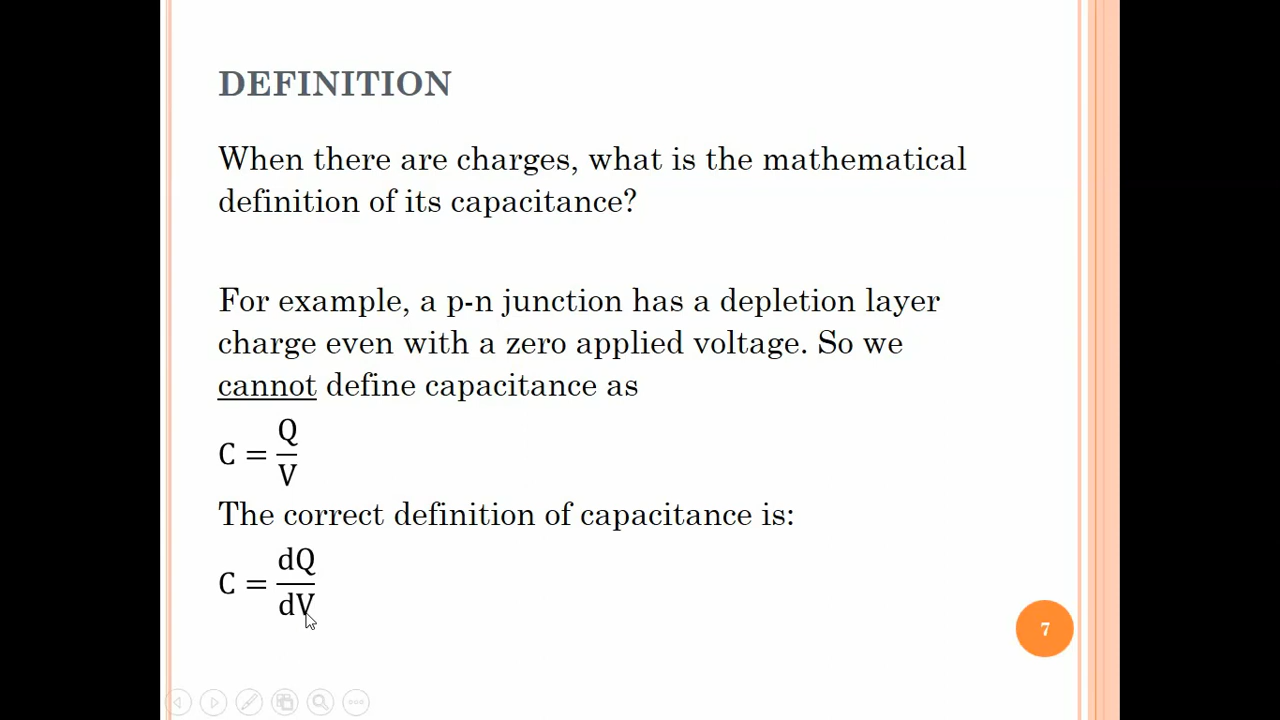 DEFINITION
When there are charges, what is the mathematical
definition of its capacitance?
For example, a p-n junction has a depletion layer
charge even with a zero applied voltage. So we
cannot define capacitance as
C = Q/V
The correct definition of capacitance is:
C = dQ/dV
7